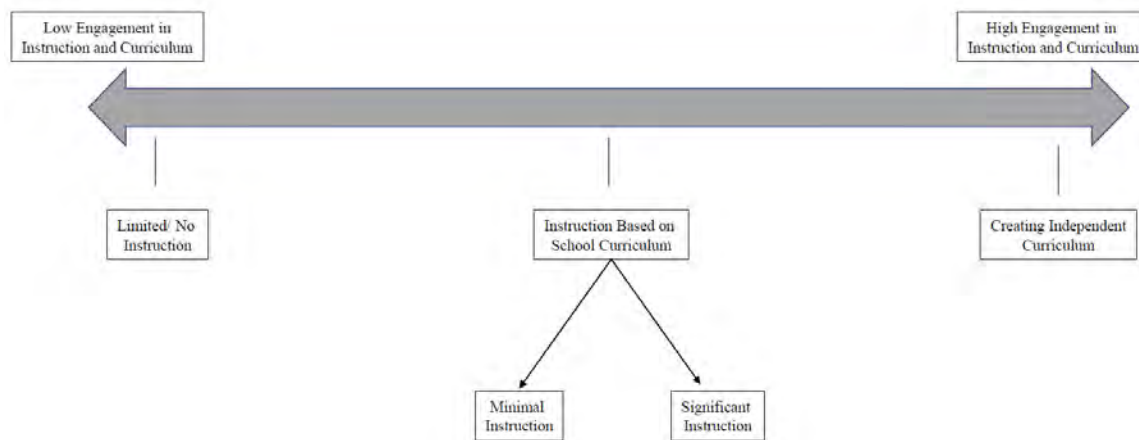 Low Engagement in
Instruction and Curriculum
High Engagement in
Instruction and Curriculum
Limited/ No
Instruction
Instruction Based on
School Curriculum
Creating Independent
Curriculum
Minimal
Instruction
Significant
Instruction